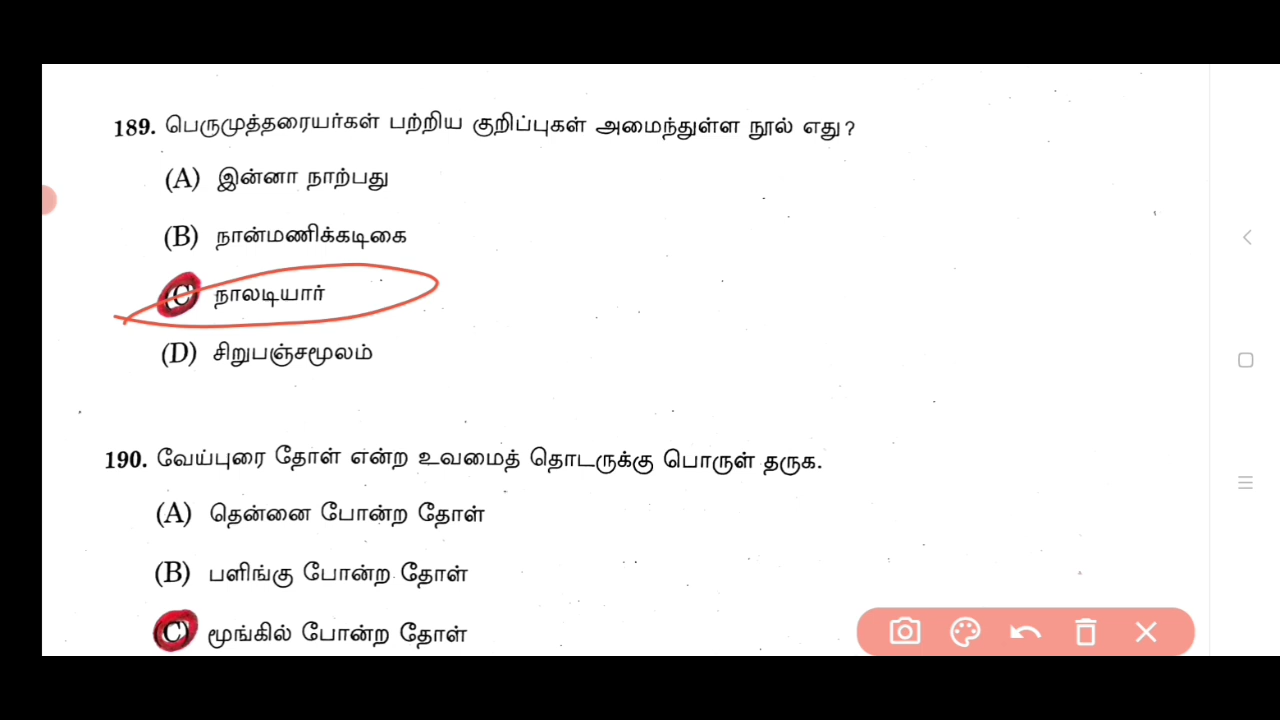 189. பெருமுத்தரையர்கள் பற்றிய குறிப்புகள் அமைந்துள்ள நூல் எது?
(A) இன்னா நாற்பது
(B) நான்மணிக்கடிகை
(C) நாலடியார்
(D) சிறுபஞ்சமூலம்
190. வேய்புரை தோள் என்ற உவமைத் தொடருக்கு பொருள் தருக.
(A) தென்னை போன்ற தோள்
(B) பளிங்கு போன்ற தோள்
(C) மூங்கில் போன்ற தோள்